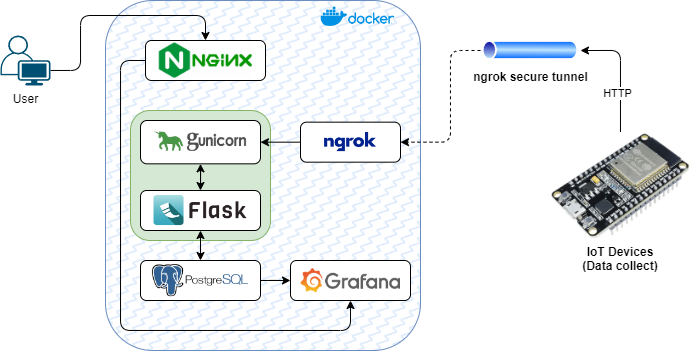 docker
User
NGINX
ngrok secure tunnel
HTTP
gunicorn
ngrok
Flask
IoT Devices
(Data collect)
PostgreSQL
Grafana